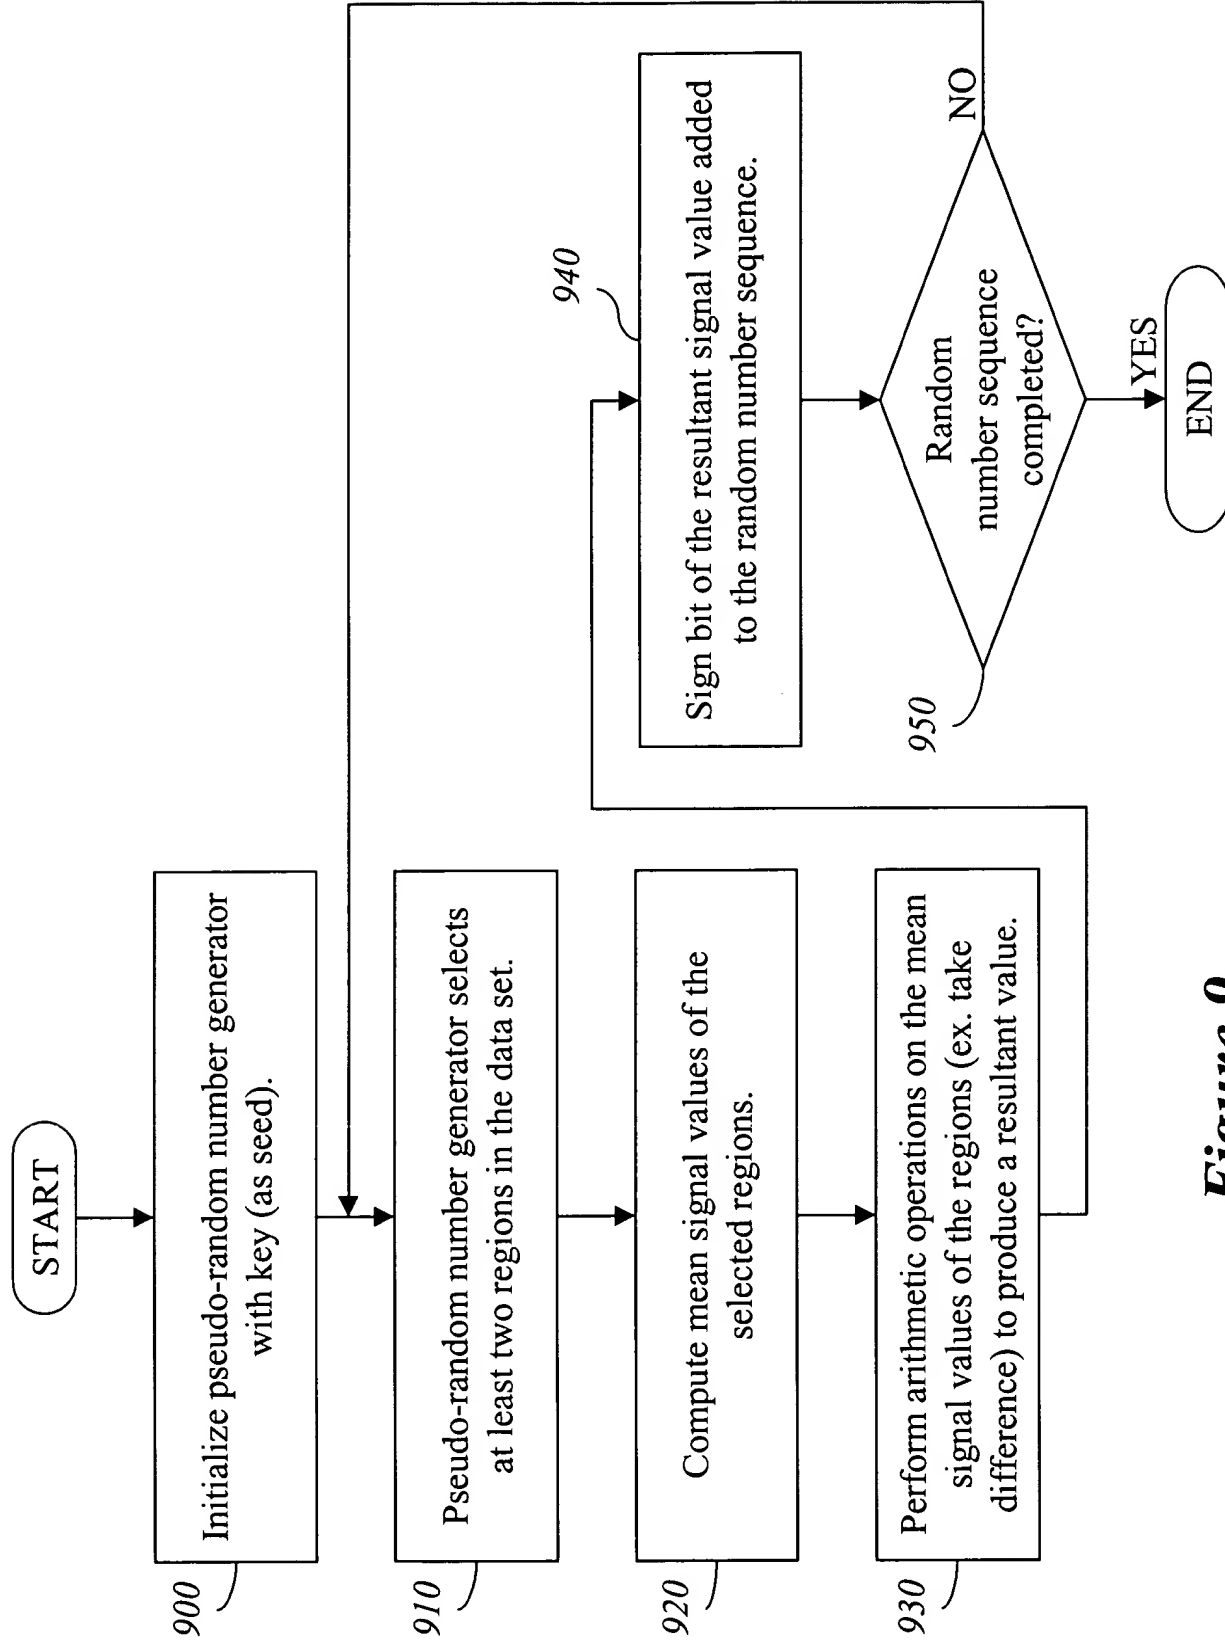 START
900
Initialize pseudo-random number generator
with key (as seed).
910
Pseudo-random number generator selects
at least two regions in the data set.
920
Compute mean signal values of the
selected regions.
930
Perform arithmetic operations on the mean
signal values of the regions (ex. take
difference) to produce a resultant value.
940
Sign bit of the resultant signal value added
to the random number sequence.
950
Random
number sequence
completed?
NO
YES
END
Figure 9